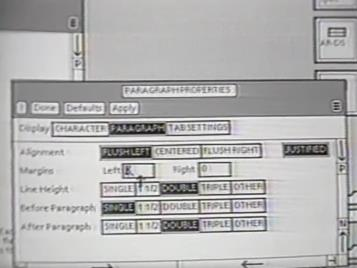 PARAGRAPH PROPERTIES
Done Defaults Apply
Display CHARACTER PARAGRAPH TAB SETTINGS
Alignment FLUSH LEFT CENTERED FLUSH RIGHT JUSTIFIED
Margins Left Right 0
Line Height SINGLE 1 1/2 DOUBLE TRIPLE OTHER
Before Paragraph SINGLE 1 1/2 DOUBLE TRIPLE OTHER
After Paragraph SINGLE 1 1/2 DOUBLE TRIPLE OTHER